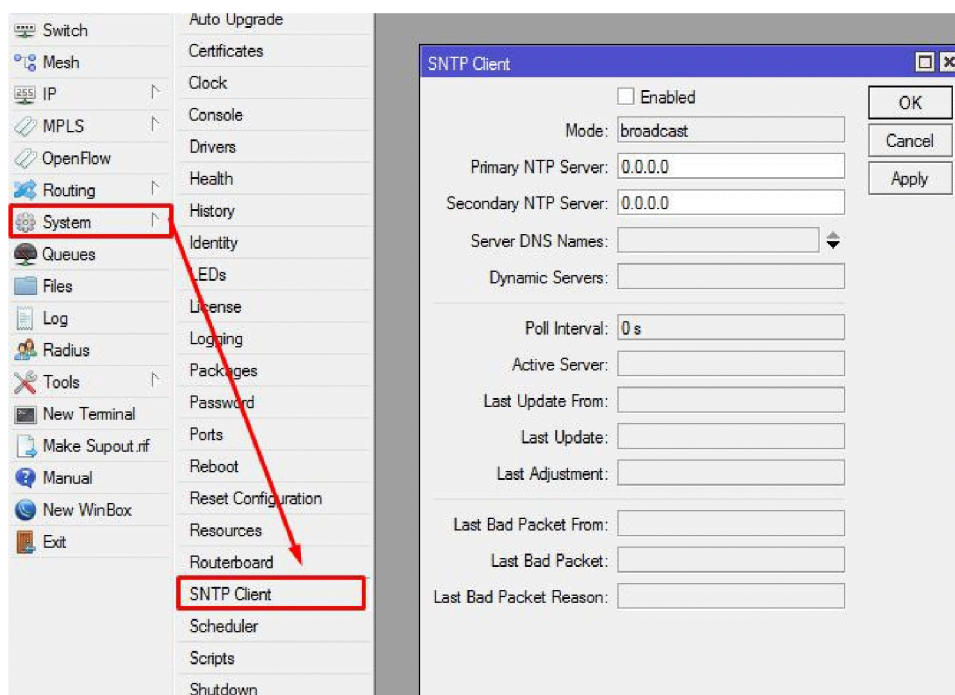 Switch
Mesh
255 IP
MPLS
OpenFlow
Routing
System
Queues
Files
Log
Radius
Tools
New Terminal
Make Supout.rif
Manual
New WinBox
Exit
Auto Upgrade
Certificates
Clock
Console
Drivers
Health
History
Identity
LEDs
License
Logging
Packages
Password
Ports
Reboot
Reset Configuration
Resources
Routerboard
SNTP Client
Scheduler
Scripts
Shutdown
SNTP Client
Enabled
Mode: broadcast
Primary NTP Server: 0.0.0.0
Secondary NTP Server: 0.0.0.0
Server DNS Names:
Dynamic Servers:
Poll Interval: 0 s
Active Server:
Last Update From:
Last Update:
Last Adjustment:
Last Bad Packet From:
Last Bad Packet:
Last Bad Packet Reason:
OK
Cancel
Apply